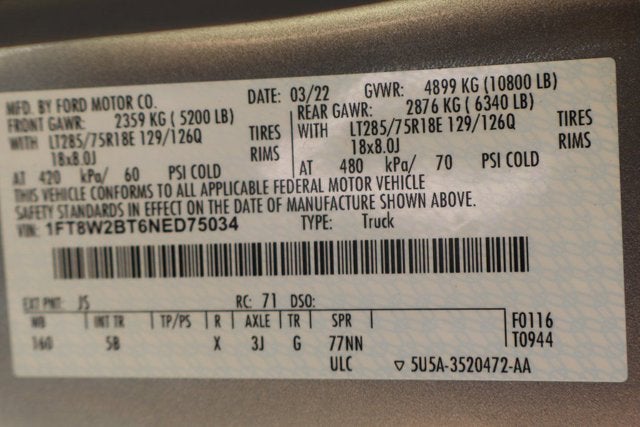 MFD. BY FORD MOTOR CO. DATE: 03/22 GVWR: 4899 KG (10800 LB)
FRONT GAWR: 2359 KG ( 5200 LB) REAR GAWR: 2876 KG ( 6340 LB)
WITH LT285/75R18E 129/126Q TIRES WITH LT285/75R18E 129/126Q TIRES
18x8.0J RIMS 18x8.0J RIMS
AT 420 kPa/ 60 PSI COLD AT 480 kPa/ 70 PSI COLD
THIS VEHICLE CONFORMS TO ALL APPLICABLE FEDERAL MOTOR VEHICLE
SAFETY STANDARDS IN EFFECT ON THE DATE OF MANUFACTURE SHOWN ABOVE.
VIN: 1FT8W2BT6NED75034 TYPE: Truck
EXT PNT: JS RC: 71 DSO:
WB INT TR TP/PS R AXLE TR SPR F0116
160 5B X 3J G 77NN T0944
ULC ▽ 5U5A-3520472-AA